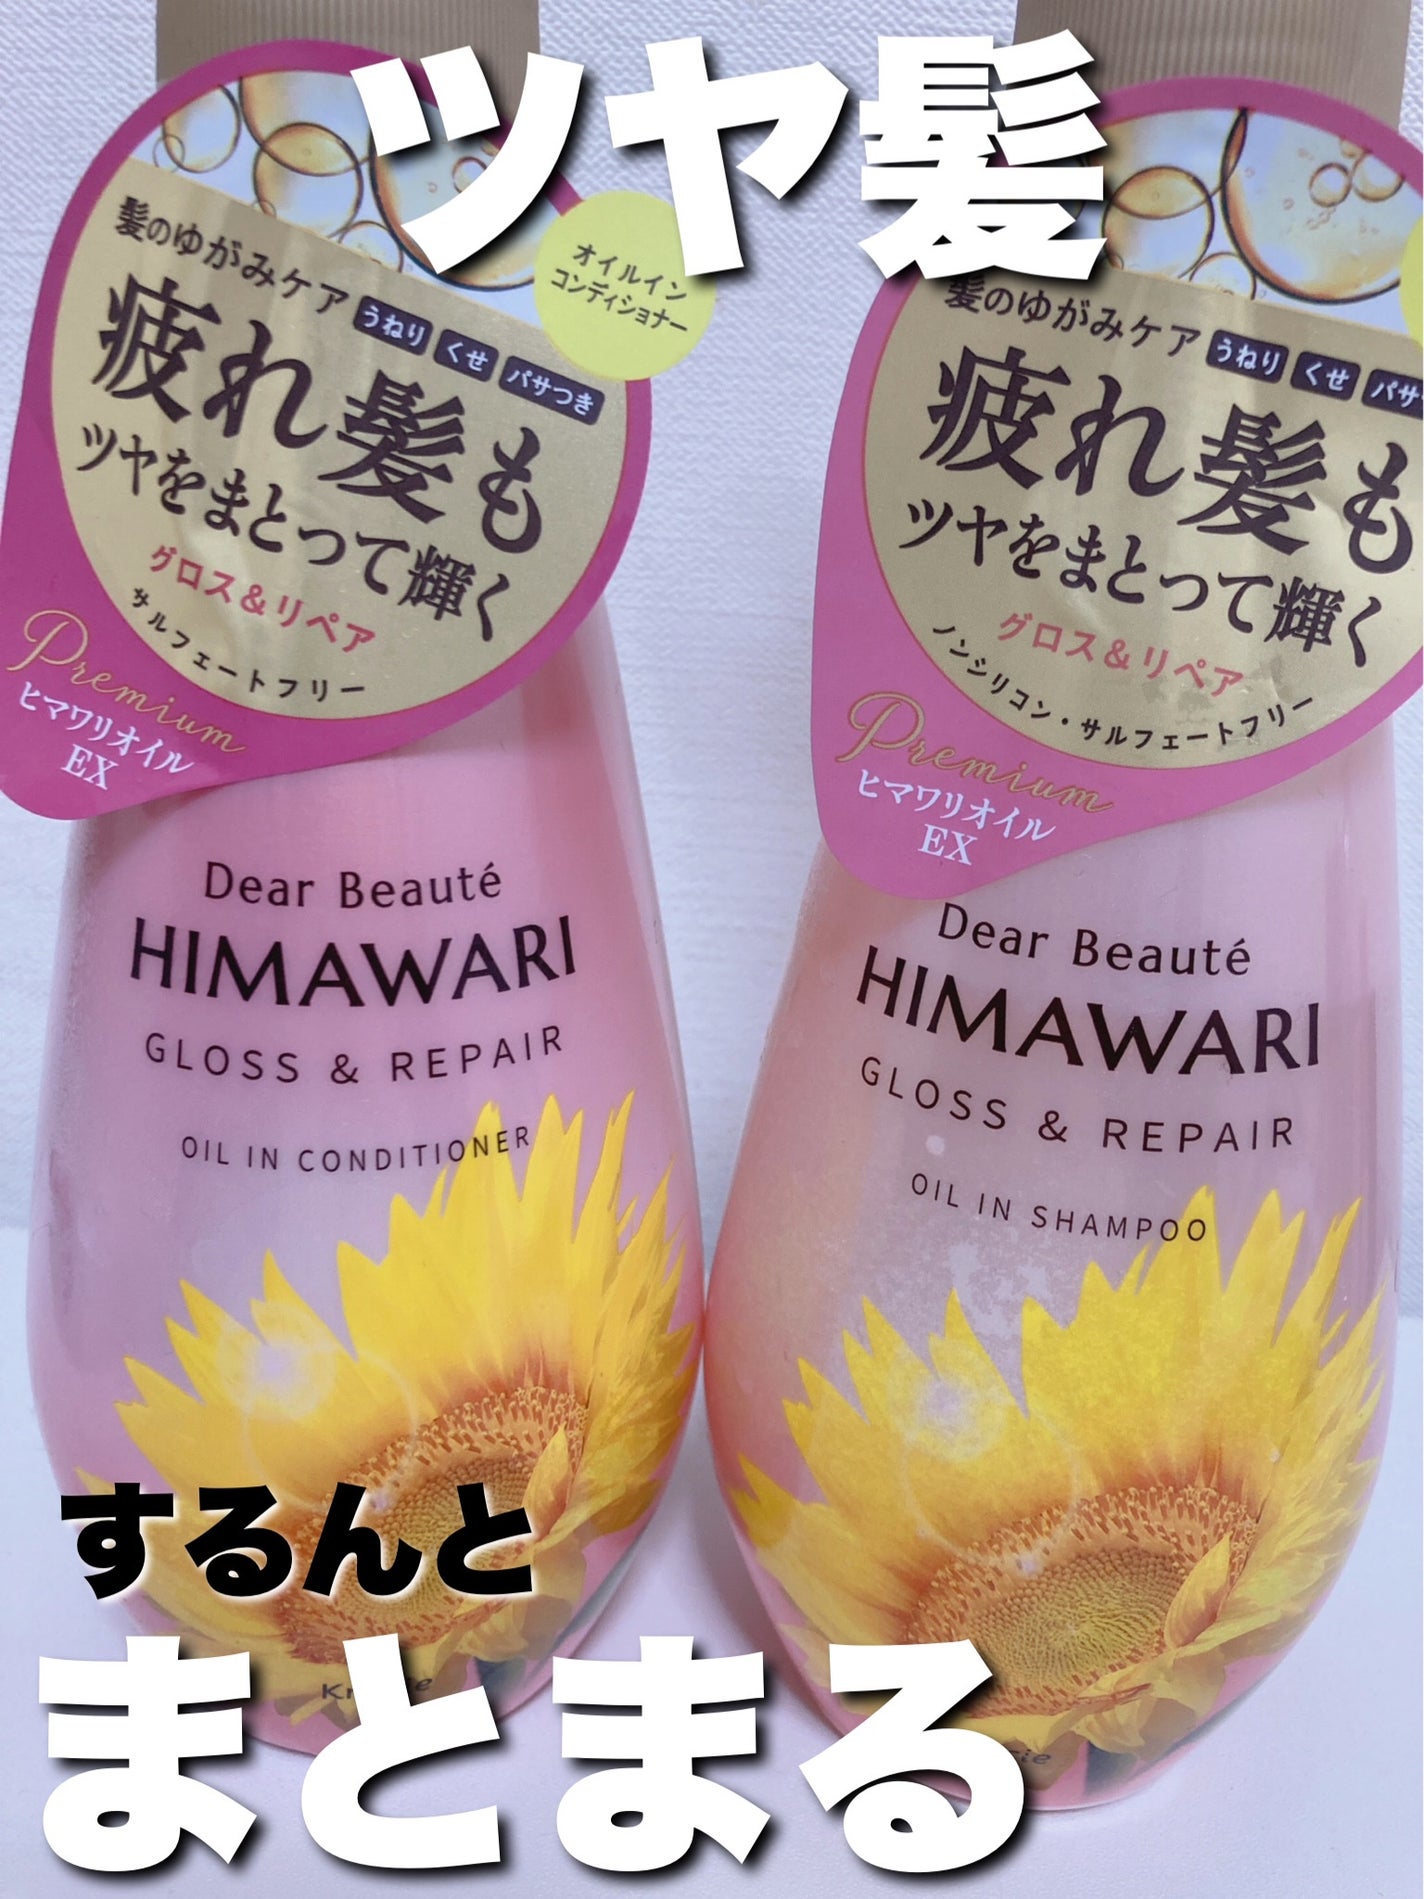 ツヤ髪
髪のゆがみケア うねり くせ パサつき
オイルイン
コンディショナー
疲れ髪も
ツヤをまとって輝く
グロス&リペア
サルフェートフリー
Premium
ヒマワリオイル
EX
Dear Beauté
HIMAWARI
GLOSS & REPAIR
OIL IN CONDITIONER
髪のゆがみケア うねり くせ パサ
疲れ髪も
ツヤをまとって輝く
グロス&リペア
ノンシリコン・サルフェートフリー
Premium
ヒマワリオイル
EX
Dear Beauté
HIMAWARI
GLOSS & REPAIR
OIL IN SHAMPOO
するんと
まとまる